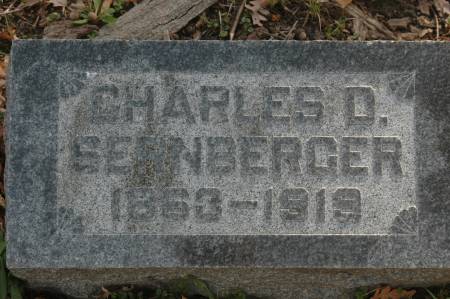 CHARLES D.
SEENBERGER
1863-1919